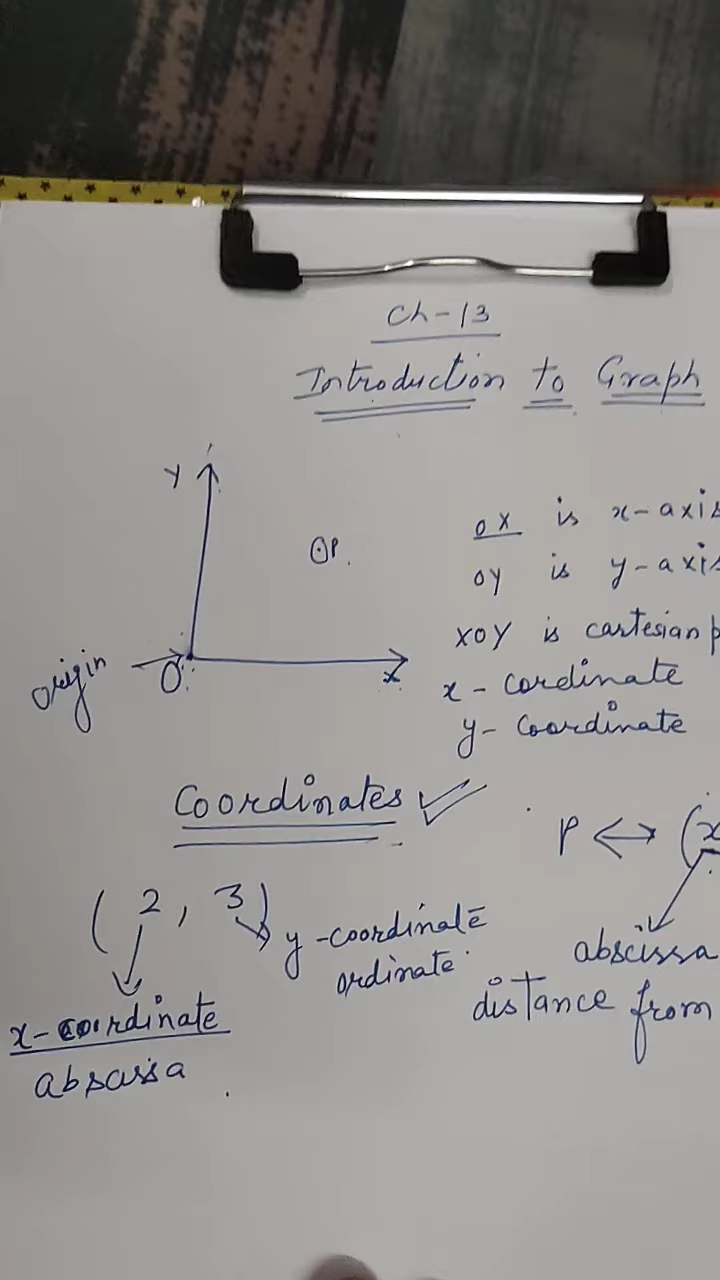 Ch-13
Introduction to Graph
Y
P
OX is x-axis
OY is y-axis
XOY is cartesian p
origin
O
X
x - cordinate
y - Coordinate
Coordinates
P ↔ (x
(2, 3)
y-coordinate
ordinate
abscissa
distance from
x-coordinate
abscissa